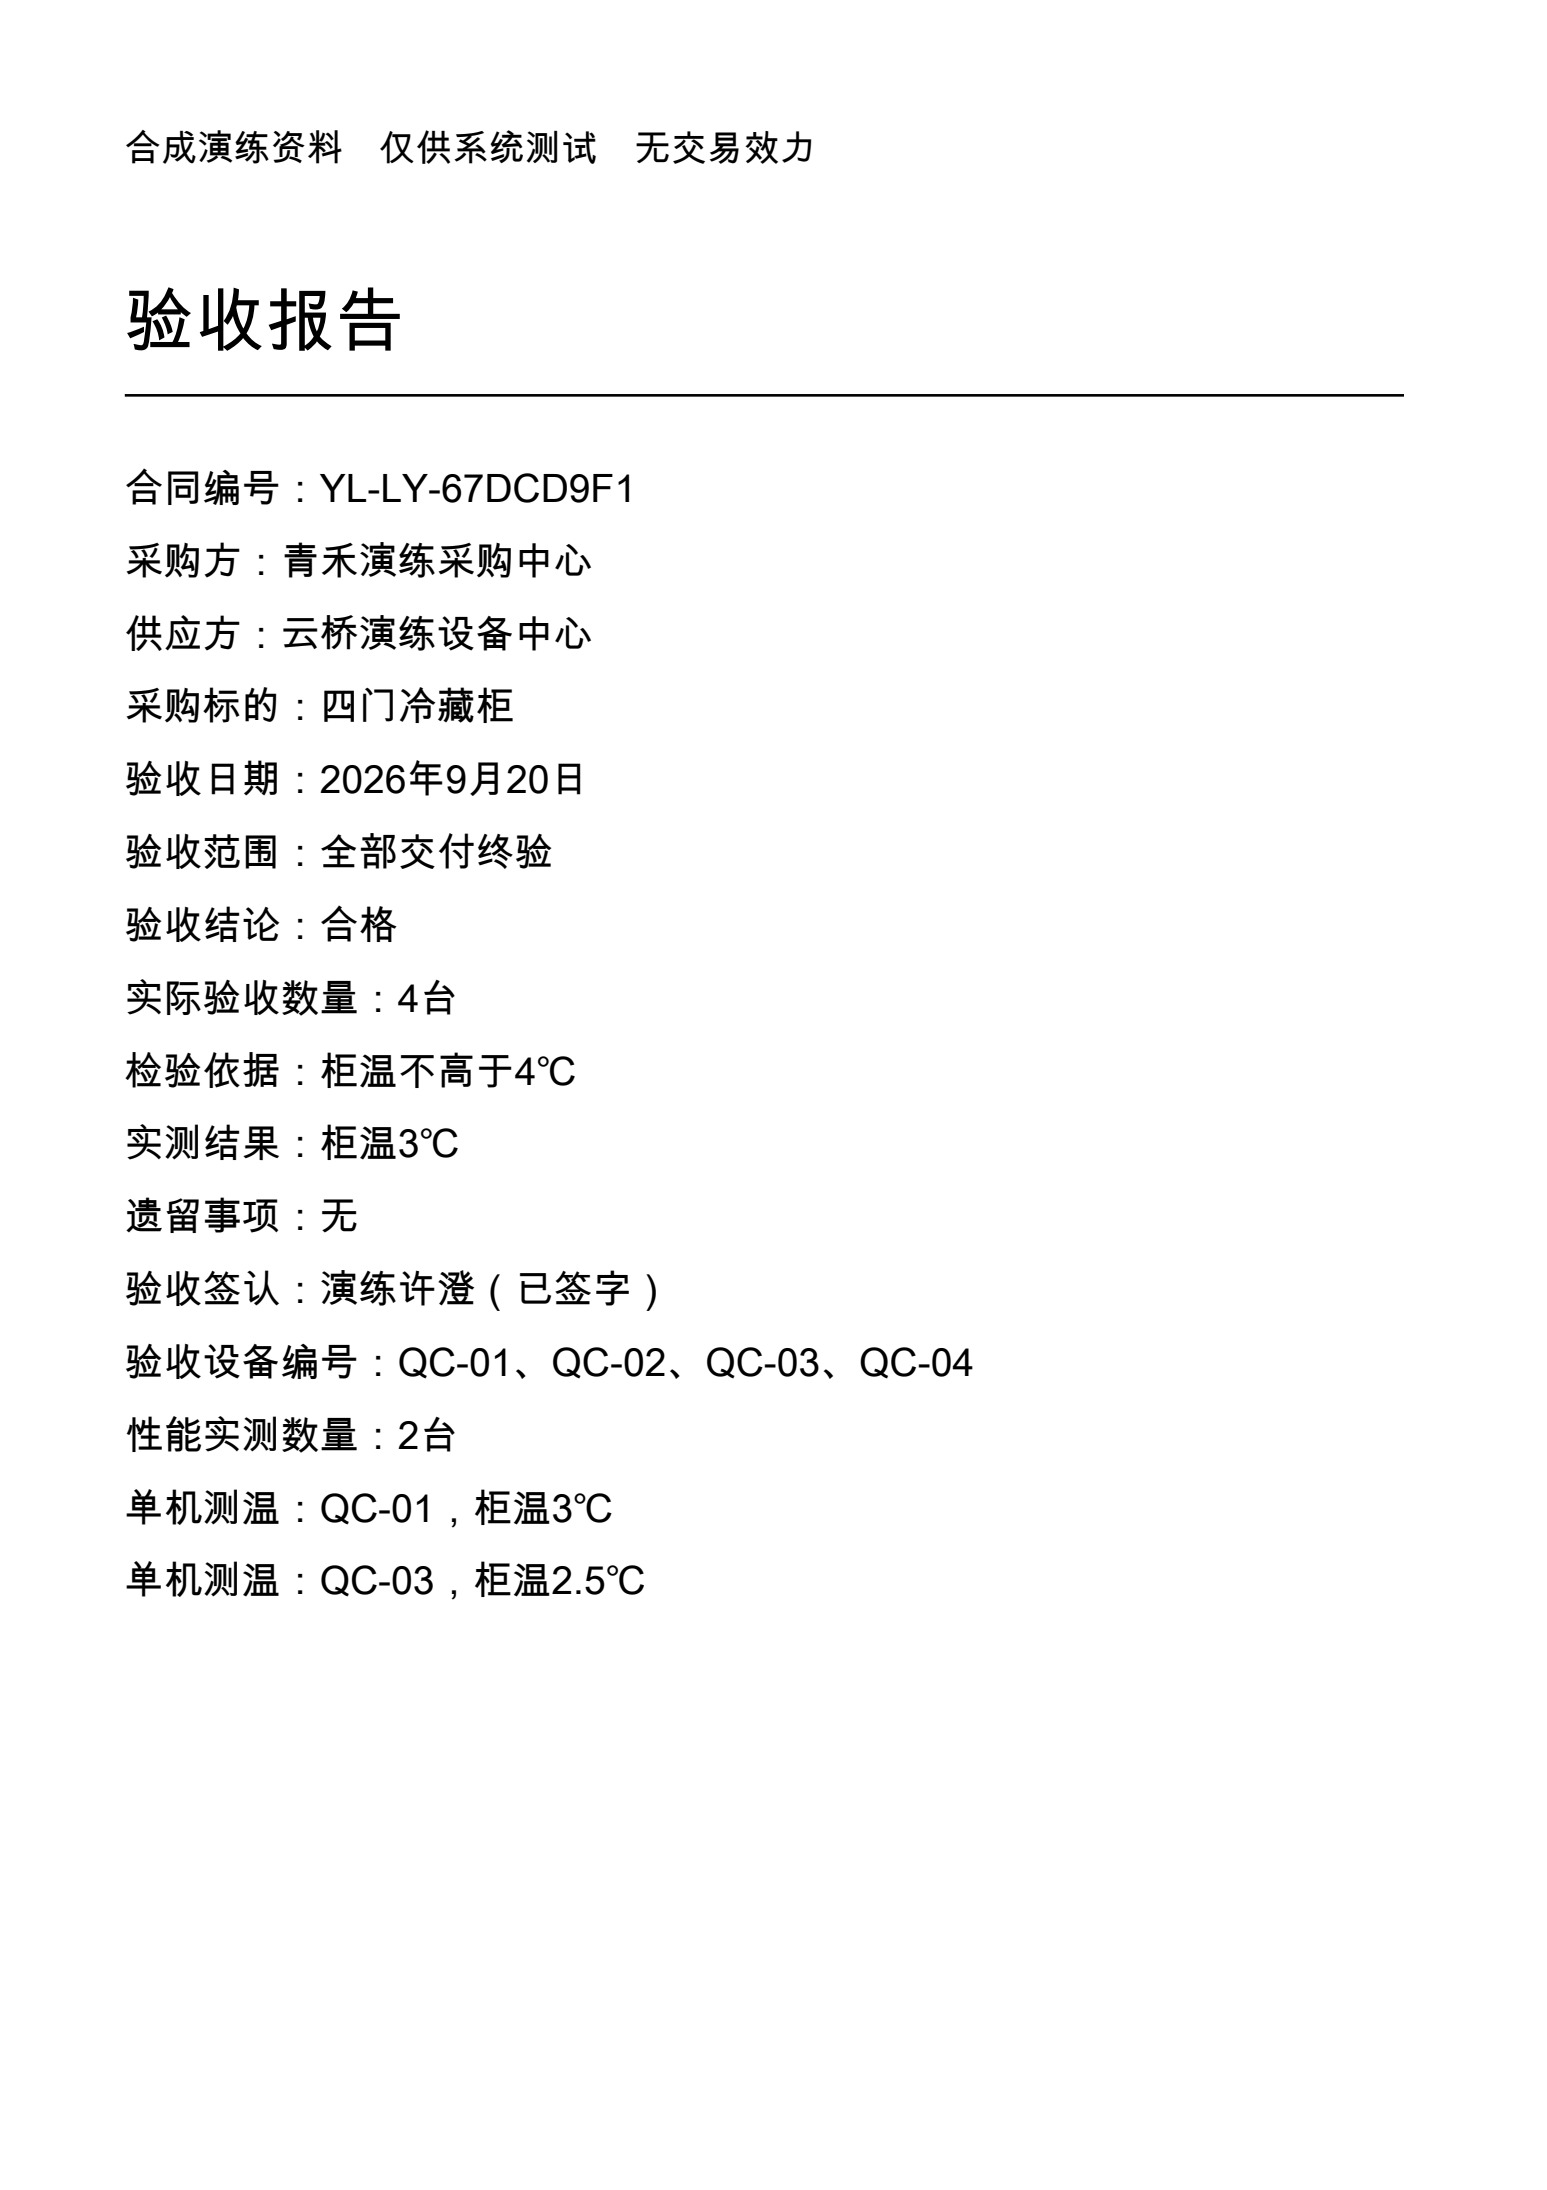 合成演练资料　仅供系统测试　无交易效力
验收报告
合同编号：YL-LY-67DCD9F1
采购方：青禾演练采购中心
供应方：云桥演练设备中心
采购标的：四门冷藏柜
验收日期：2026年9月20日
验收范围：全部交付终验
验收结论：合格
实际验收数量：4台
检验依据：柜温不高于4℃
实测结果：柜温3℃
遗留事项：无
验收签认：演练许澄（已签字）
验收设备编号：QC-01、QC-02、QC-03、QC-04
性能实测数量：2台
单机测温：QC-01，柜温3℃
单机测温：QC-03，柜温2.5℃